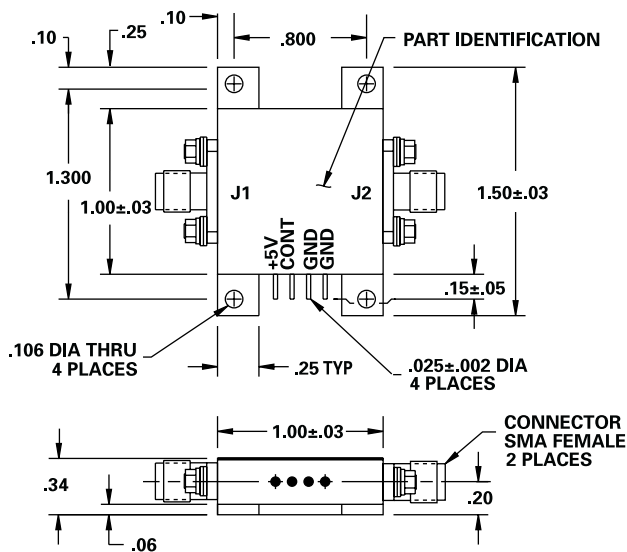 .10
.10
.25
.800
PART IDENTIFICATION
1.300
1.00±.03
J1
J2
1.50±.03
+5V
CONT
GND
GND
.15±.05
.106 DIA THRU
4 PLACES
.25 TYP
.025±.002 DIA
4 PLACES
1.00±.03
CONNECTOR
SMA FEMALE
2 PLACES
.34
.20
.06